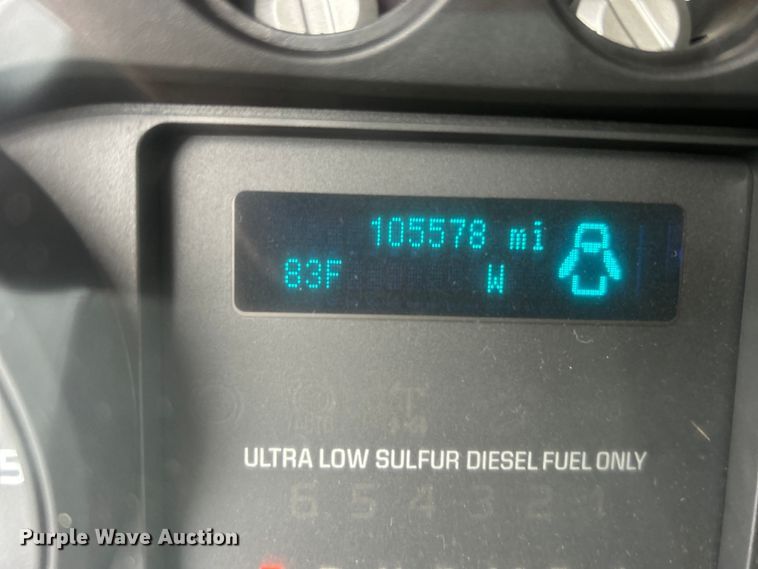 105578 mi
83F W
ULTRA LOW SULFUR DIESEL FUEL ONLY
6 5 4 3 2 1
Purple Wave Auction